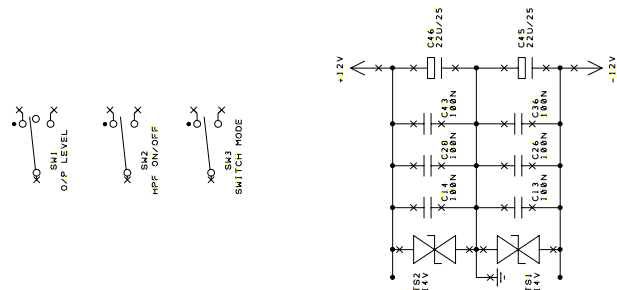 SW1
O/P LEVEL
SW2
HPF ON/OFF
SW3
SWITCH MODE
+12V
C46
22U/25
C45
22U/25
-12V
C43
100N
C36
100N
C28
100N
C26
100N
C14
100N
C13
100N
TS2
14V
TS1
14V